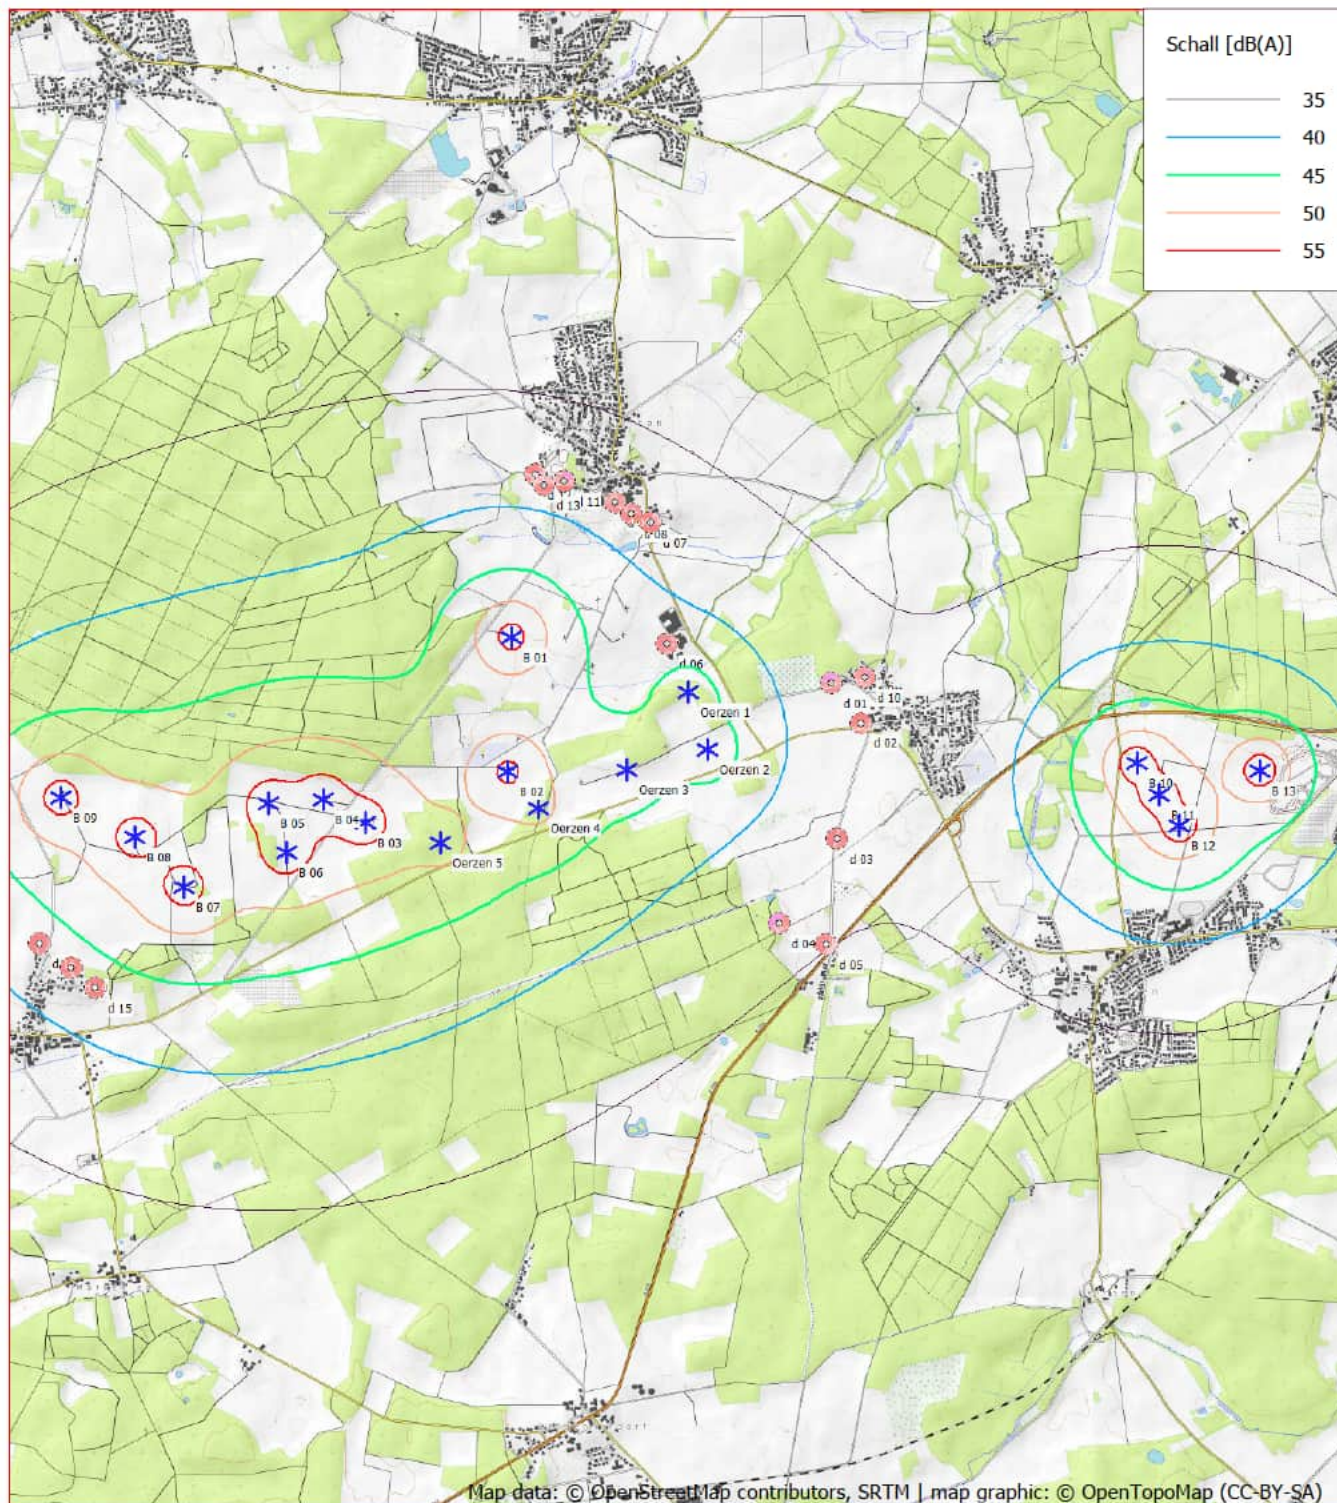 Schall [dB(A)]
35
40
45
50
55
d 13
d 11
d 07
B 01
d 06
Oerzen 1
d 01
d 10
d 02
Oerzen 2
Oerzen 3
B 02
Oerzen 4
Oerzen 5
B 09
B 08
B 07
B 05
B 04
B 03
B 06
B 10
B 11
B 12
B 13
d 03
d 04
d 05
d 15
Map data: © OpenStreetMap contributors, SRTM | map graphic: © OpenTopoMap (CC-BY-SA)